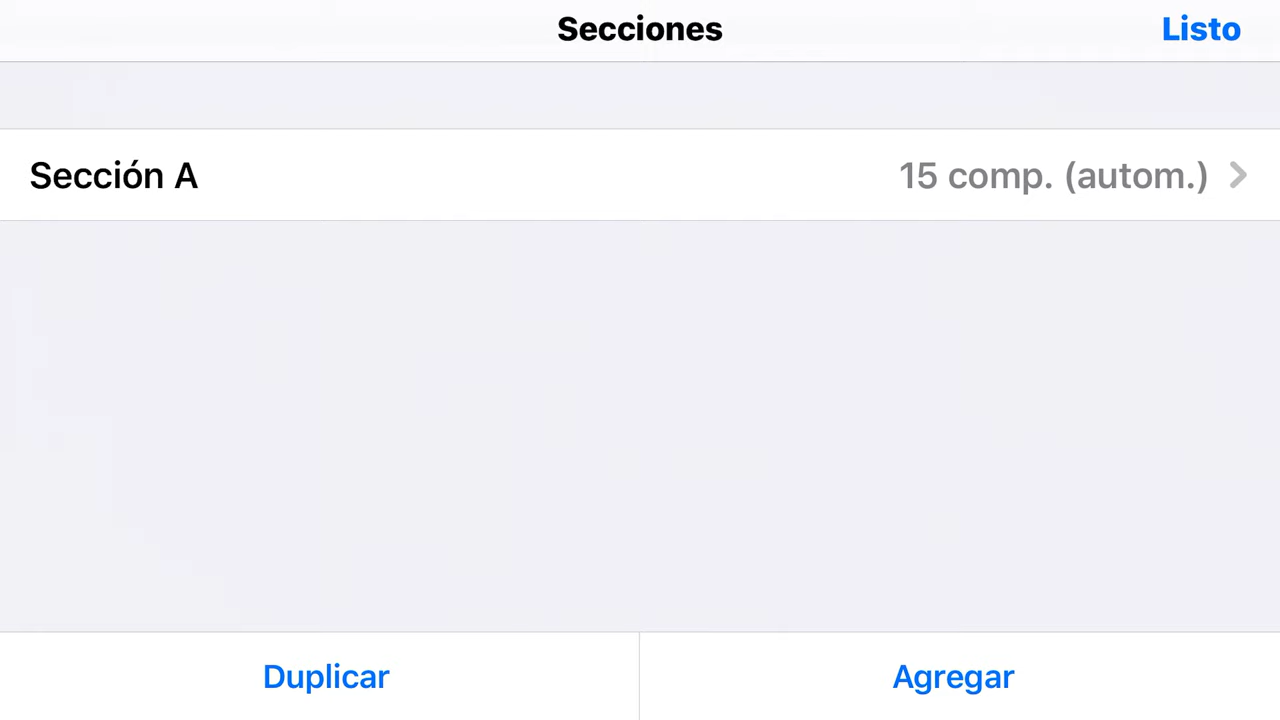 Secciones
Listo
Sección A
15 comp. (autom.)
Duplicar
Agregar